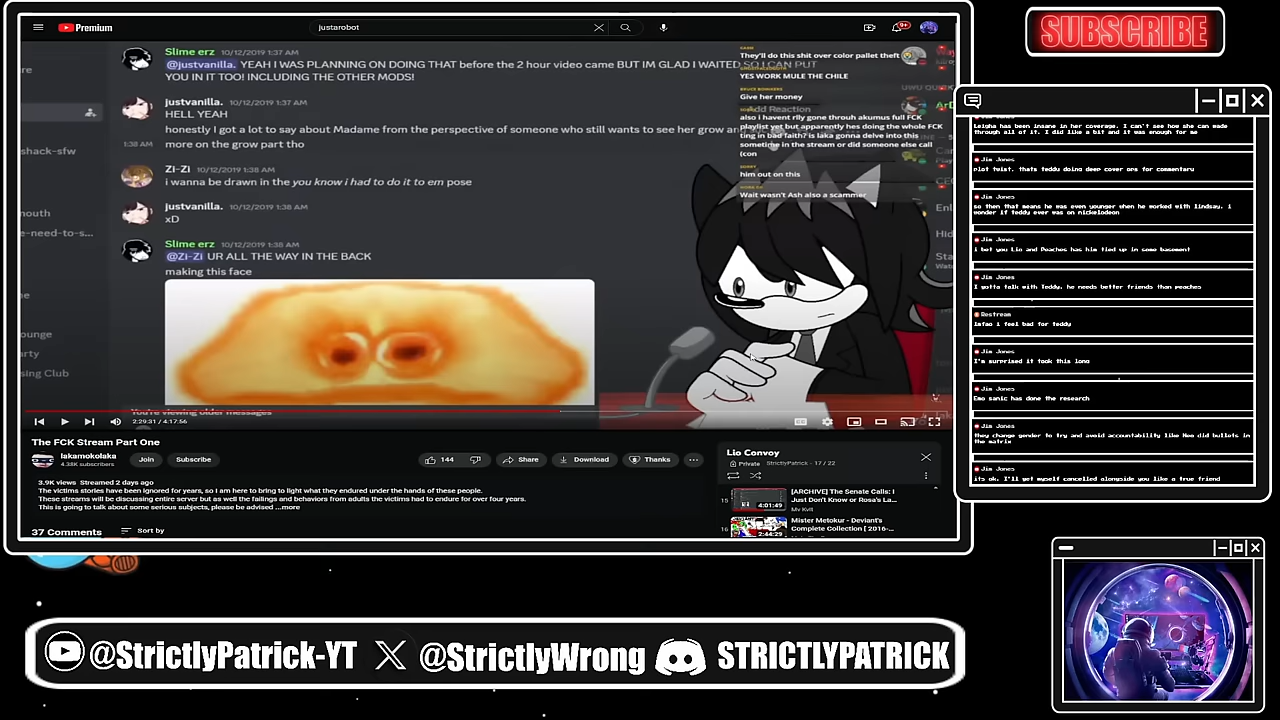 Premium
justarobot
9+
Slime erz 10/12/2019 1:37 AM
@justvanilla. YEAH I WAS PLANNING ON DOING THAT before the 2 hour video came BUT IM GLAD I WAITED SO I CAN PUT
YOU IN IT TOO! INCLUDING THE OTHER MODS!
justvanilla. 10/12/2019 1:37 AM
HELL YEAH
honestly I got a lot to say about Madame from the perspective of someone who still wants to see her grow an
1:38 AM more on the grow part tho
Zi-Zi 10/12/2019 1:38 AM
i wanna be drawn in the you know i had to do it to em pose
justvanilla. 10/12/2019 1:38 AM
xD
Slime erz 10/12/2019 1:38 AM
@Zi-Zi UR ALL THE WAY IN THE BACK
making this face
shack-sfw
outh
e-need-to-s...
ounge
rty
sing Club
You're viewing older messages
They'll do this shit over color pallet theft
YES WORK MULE THE CHILE
Give her money
Add Reaction
also i havent rlly gone throuh akumus full FCK
playlist yet but apparently hes doing the whole FCK
ting in bad faith? is laka gonna delve into this
sometime in the stream or did someone else call
(con
him out on this
Wait wasn't Ash also a scammer
2:29:31 / 4:17:56
The FCK Stream Part One
lakamokolaka
4.38K subscribers
Join
Subscribe
144
Share
Download
Thanks
3.9K views Streamed 2 days ago
The victims stories have been ignored for years, so I am here to bring to light what they endured under the hands of these people.
These streams will be discussing entire server but as well the failings and behaviors from adults the victims had to endure for over four years.
This is going to talk about some serious subjects, please be advised ...more
37 Comments
Sort by
Lio Convoy
Private StrictlyPatrick - 17 / 22
15
4:01:49
[ARCHIVE] The Senate Calls: I
Just Don't Know or Rosa's La...
Mv Kvlt
16
2:44:29
Mister Metokur - Deviant's
Complete Collection [ 2016-...
SUBSCRIBE
Leigha has been insane in her coverage. I can't see how she can wade
through all of it. I did like a bit and it was enough for me
Jim Jones
plot twist, thats teddy doing deep cover ops for commentaru
Jim Jones
so then that means he was even younger when he worked with lindsay. i
wonder if teddy ever was on nickelodeon
Jim Jones
i bet you Lio and Peaches has him tied up in some basement
Jim Jones
I gotta talk with Teddy, he needs better friends than peaches
Restream
lmfao i feel bad for teddy
Jim Jones
I'm surprised it took this long
Jim Jones
Emo sanic has done the research
Jim Jones
they change gender to try and avoid accountability like Neo did bullets in
the matrix
Jim Jones
its ok, I'll get myself cancelled alongside you like a true friend
@StrictlyPatrick-YT @StrictlyWrong STRICTLYPATRICK